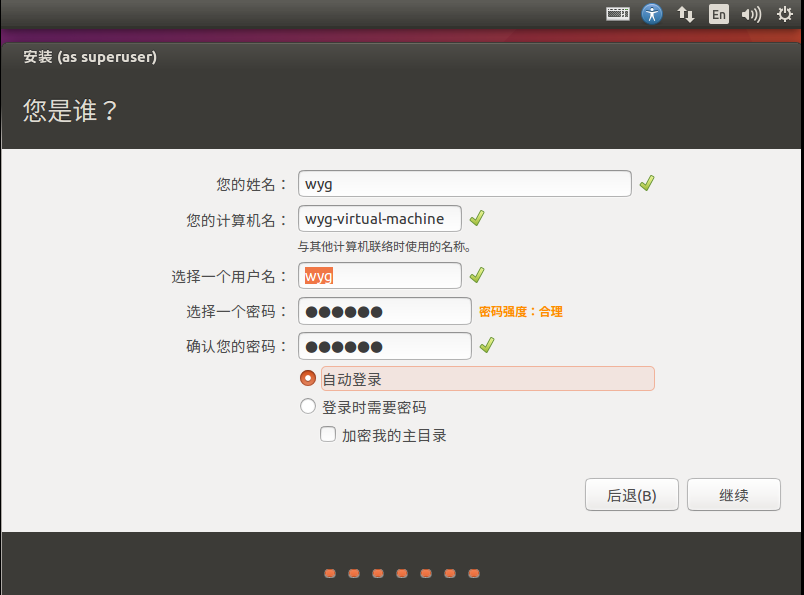 En
安装 (as superuser)
您是谁？
您的姓名： wyg
您的计算机名： wyg-virtual-machine
与其他计算机联络时使用的名称。
选择一个用户名： wyg
选择一个密码： ●●●●●● 密码强度：合理
确认您的密码： ●●●●●●
自动登录
登录时需要密码
加密我的主目录
后退(B) 继续